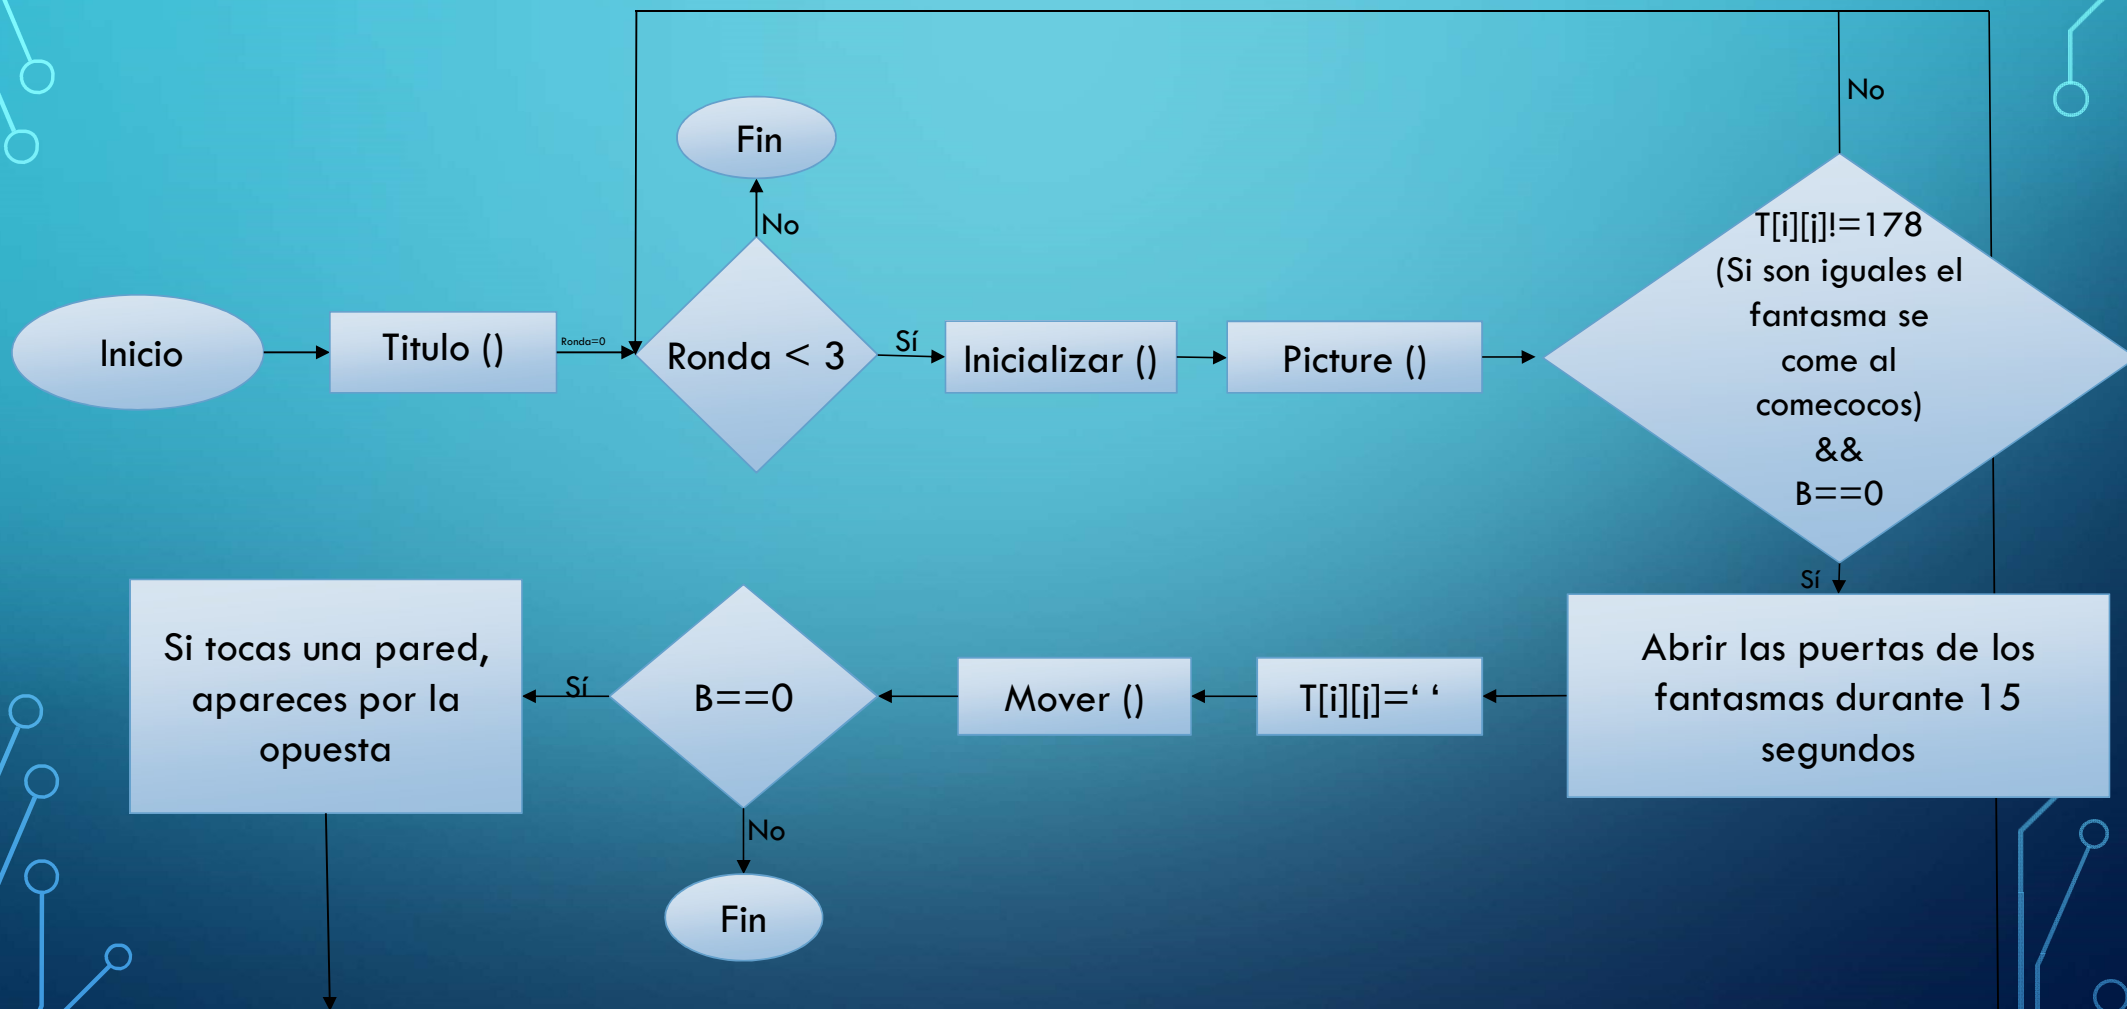 Inicio
Titulo ()
Ronda=0
Ronda < 3
No
Fin
Sí
Inicializar ()
Picture ()
T[i][j]!=178
(Si son iguales el
fantasma se
come al
comecocos)
&&
B==0
No
Sí
Abrir las puertas de los
fantasmas durante 15
segundos
T[i][j]=‘ ‘
Mover ()
B==0
No
Fin
Sí
Si tocas una pared,
apareces por la
opuesta